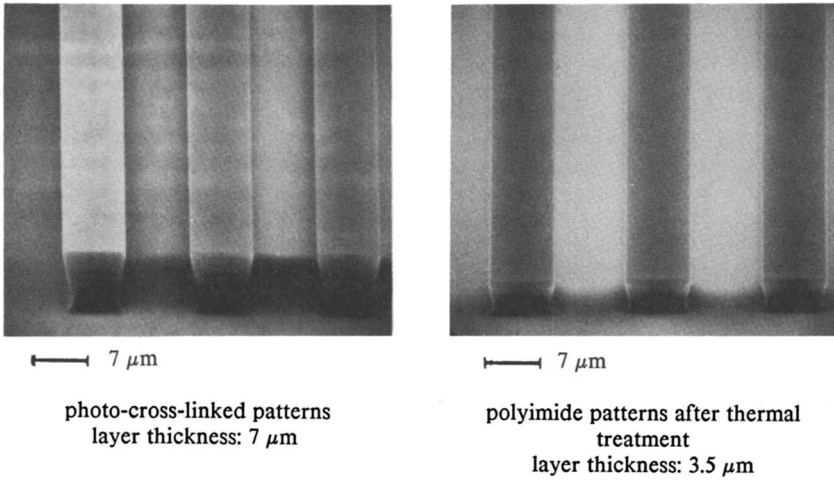 7 μm
photo-cross-linked patterns
layer thickness: 7 μm
7 μm
polyimide patterns after thermal
treatment
layer thickness: 3.5 μm